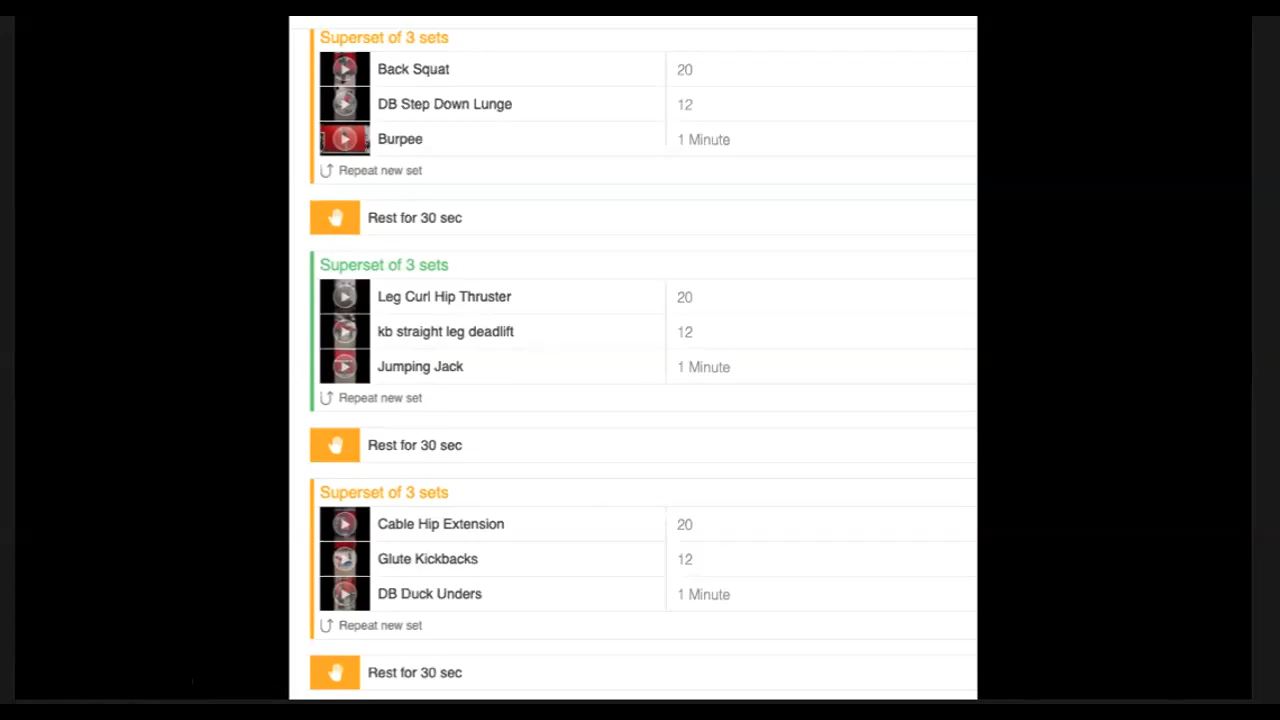 Superset of 3 sets
Back Squat 20
DB Step Down Lunge 12
Burpee 1 Minute
Repeat new set
Rest for 30 sec
Superset of 3 sets
Leg Curl Hip Thruster 20
kb straight leg deadlift 12
Jumping Jack 1 Minute
Repeat new set
Rest for 30 sec
Superset of 3 sets
Cable Hip Extension 20
Glute Kickbacks 12
DB Duck Unders 1 Minute
Repeat new set
Rest for 30 sec